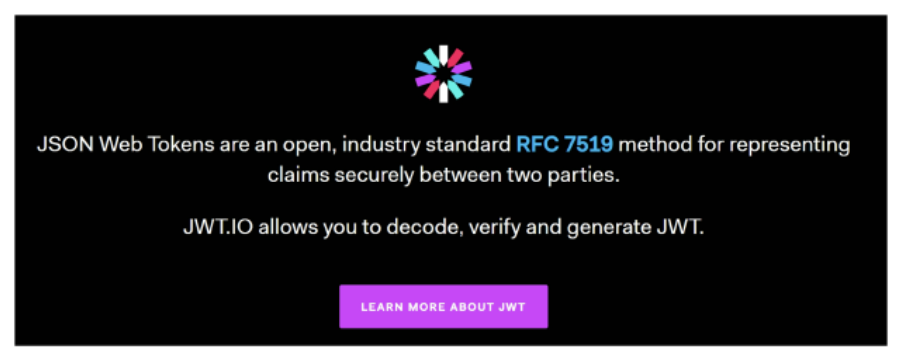 JSON Web Tokens are an open, industry standard RFC 7519 method for representing
claims securely between two parties.
JWT.IO allows you to decode, verify and generate JWT.
LEARN MORE ABOUT JWT